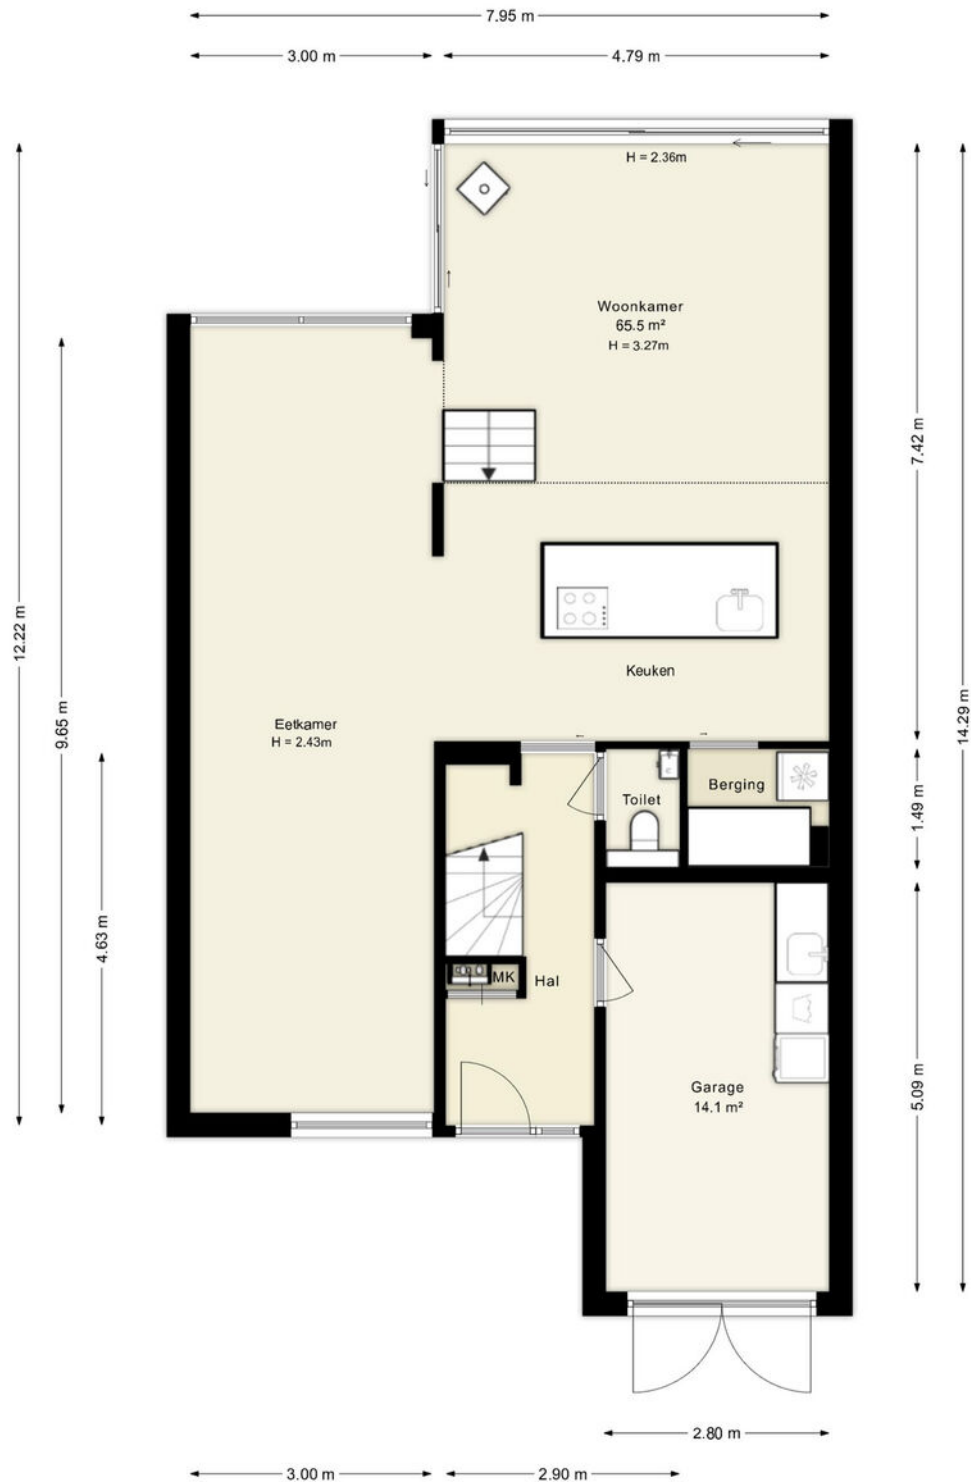 7.95 m
3.00 m
4.79 m
H = 2.36m
Woonkamer
65.5 m²
H = 3.27m
7.42 m
12.22 m
9.65 m
14.29 m
Keuken
Eetkamer
H = 2.43m
Berging
Toilet
1.49 m
4.63 m
MK
Hal
5.09 m
Garage
14.1 m²
2.80 m
3.00 m
2.90 m